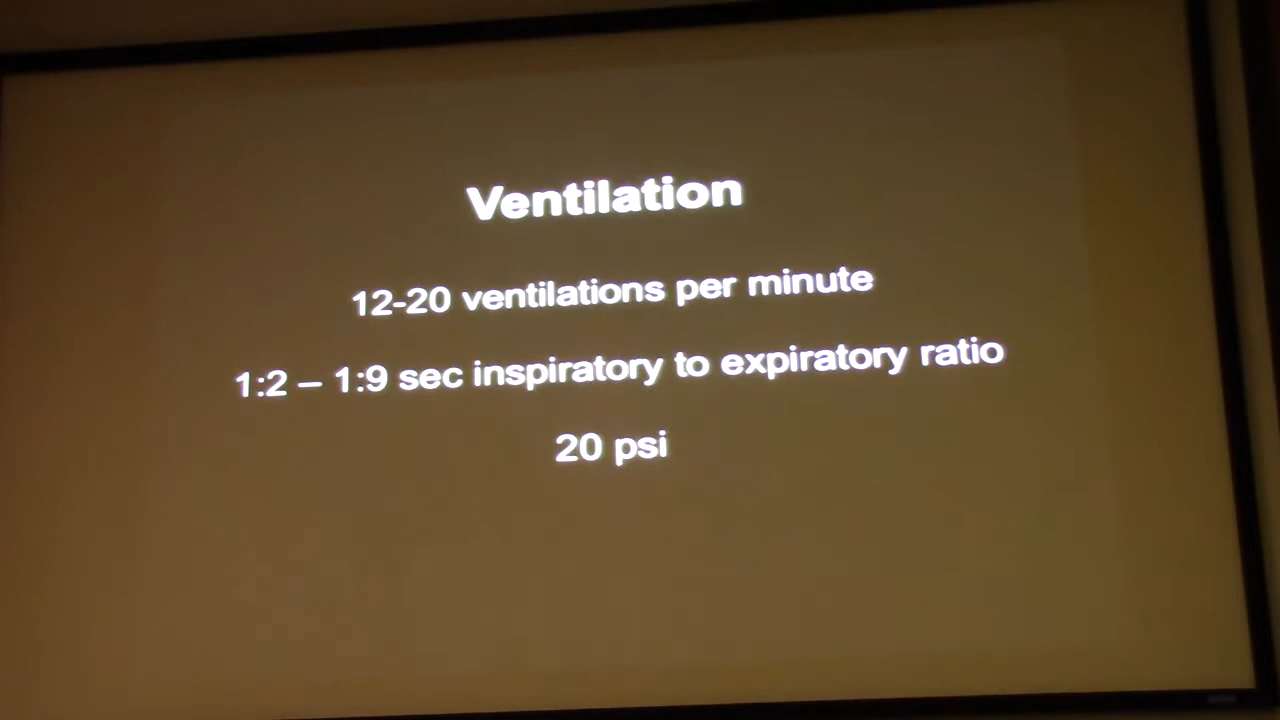 Ventilation
12-20 ventilations per minute
1:2 – 1:9 sec inspiratory to expiratory ratio
20 psi